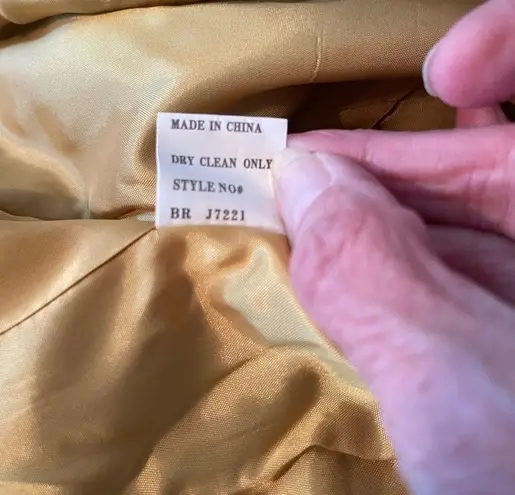 MADE IN CHINA
DRY CLEAN ONLY
STYLE NO#
BR J7221